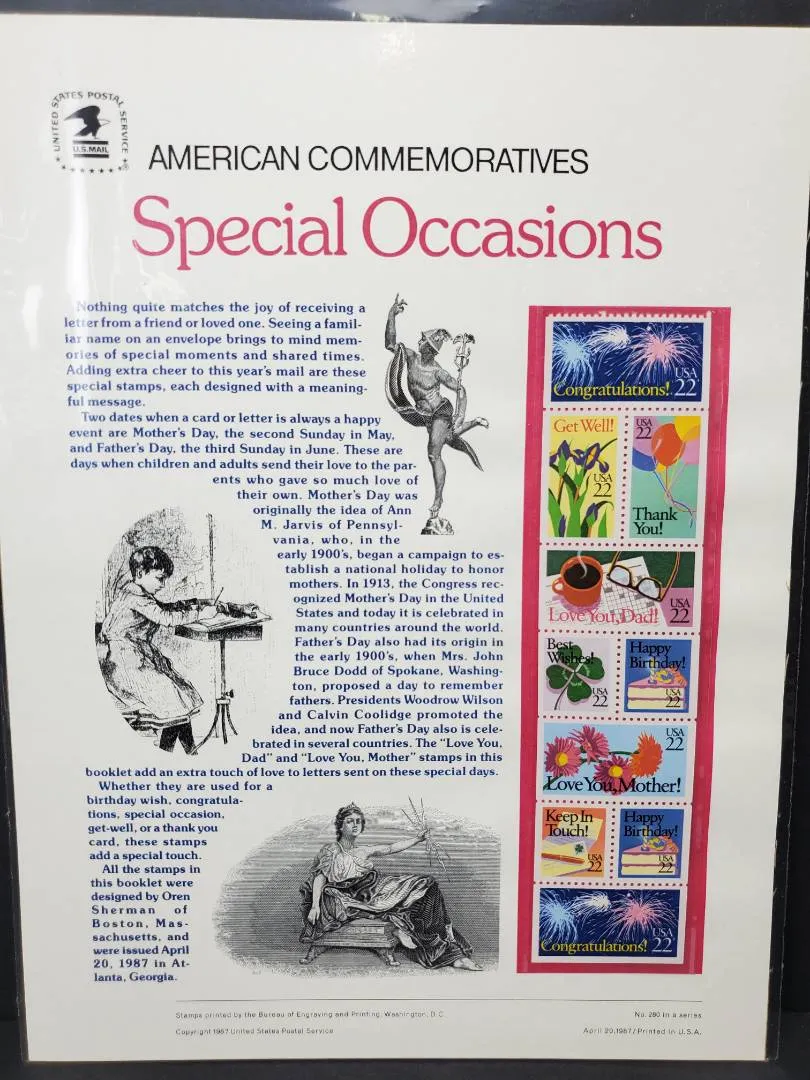 UNITED STATES POSTAL SERVICE
U.S.MAIL
AMERICAN COMMEMORATIVES
Special Occasions
Nothing quite matches the joy of receiving a
letter from a friend or loved one. Seeing a famil-
iar name on an envelope brings to mind mem-
ories of special moments and shared times.
Adding extra cheer to this year's mail are these
special stamps, each designed with a meaning-
ful message.
Two dates when a card or letter is always a happy
event are Mother's Day, the second Sunday in May,
and Father's Day, the third Sunday in June. These are
days when children and adults send their love to the par-
ents who gave so much love of
their own. Mother's Day was
originally the idea of Ann
M. Jarvis of Pennsyl-
vania, who, in the
early 1900's, began a campaign to es-
tablish a national holiday to honor
mothers. In 1913, the Congress rec-
ognized Mother's Day in the United
States and today it is celebrated in
many countries around the world.
Father's Day also had its origin in
the early 1900's, when Mrs. John
Bruce Dodd of Spokane, Washing-
ton, proposed a day to remember
fathers. Presidents Woodrow Wilson
and Calvin Coolidge promoted the
idea, and now Father's Day also is cele-
brated in several countries. The "Love You,
Dad" and "Love You, Mother" stamps in this
booklet add an extra touch of love to letters sent on these special days.
Whether they are used for a
birthday wish, congratula-
tions, special occasion,
get-well, or a thank you
card, these stamps
add a special touch.
All the stamps in
this booklet were
designed by Oren
Sherman of
Boston, Mas-
sachusetts, and
were issued April
20, 1987 in At-
lanta, Georgia.
USA
Congratulations! 22
Get Well!
USA
22
USA
22
Thank
You!
Love You, Dad!
USA
22
Best
Wishes!
USA
22
Happy
Birthday!
USA
22
USA
22
Love You, Mother!
Keep In
Touch!
USA
22
Happy
Birthday!
USA
22
USA
Congratulations! 22
Stamps printed by the Bureau of Engraving and Printing, Washington, D.C.
Copyright 1987 United States Postal Service
No. 280 in a series
April 20, 1987/Printed in U.S.A.